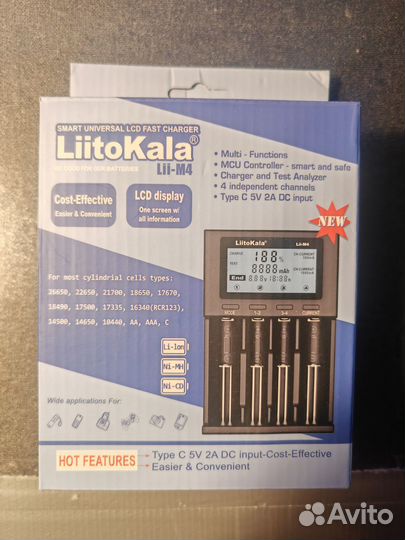 SMART UNIVERSAL LCD FAST CHARGER
LiitoKala®
Lii-M4
Cost-Effective
Easier & Convenient
LCD display
One screen w/
all information
• Multi - Functions
• MCU Controller - smart and safe
• Charger and Test Analyzer
• 4 independent channels
• Type C 5V 2A DC input
NEW
LiitoKala®
Lii-M4
188%
8888mAh
End
MODE 1-2 3-4 CURRENT
For most cylindrial cells types:
26650, 22650, 21700, 18650, 17670,
18490, 17500, 17335, 16340(RCR123),
14500, 14650, 10440, AA, AAA, C
Li-lon
Ni-MH
Ni-CD
Wide applications For:
HOT FEATURES
Type C 5V 2A DC input-Cost-Effective
Easier & Convenient
Avito